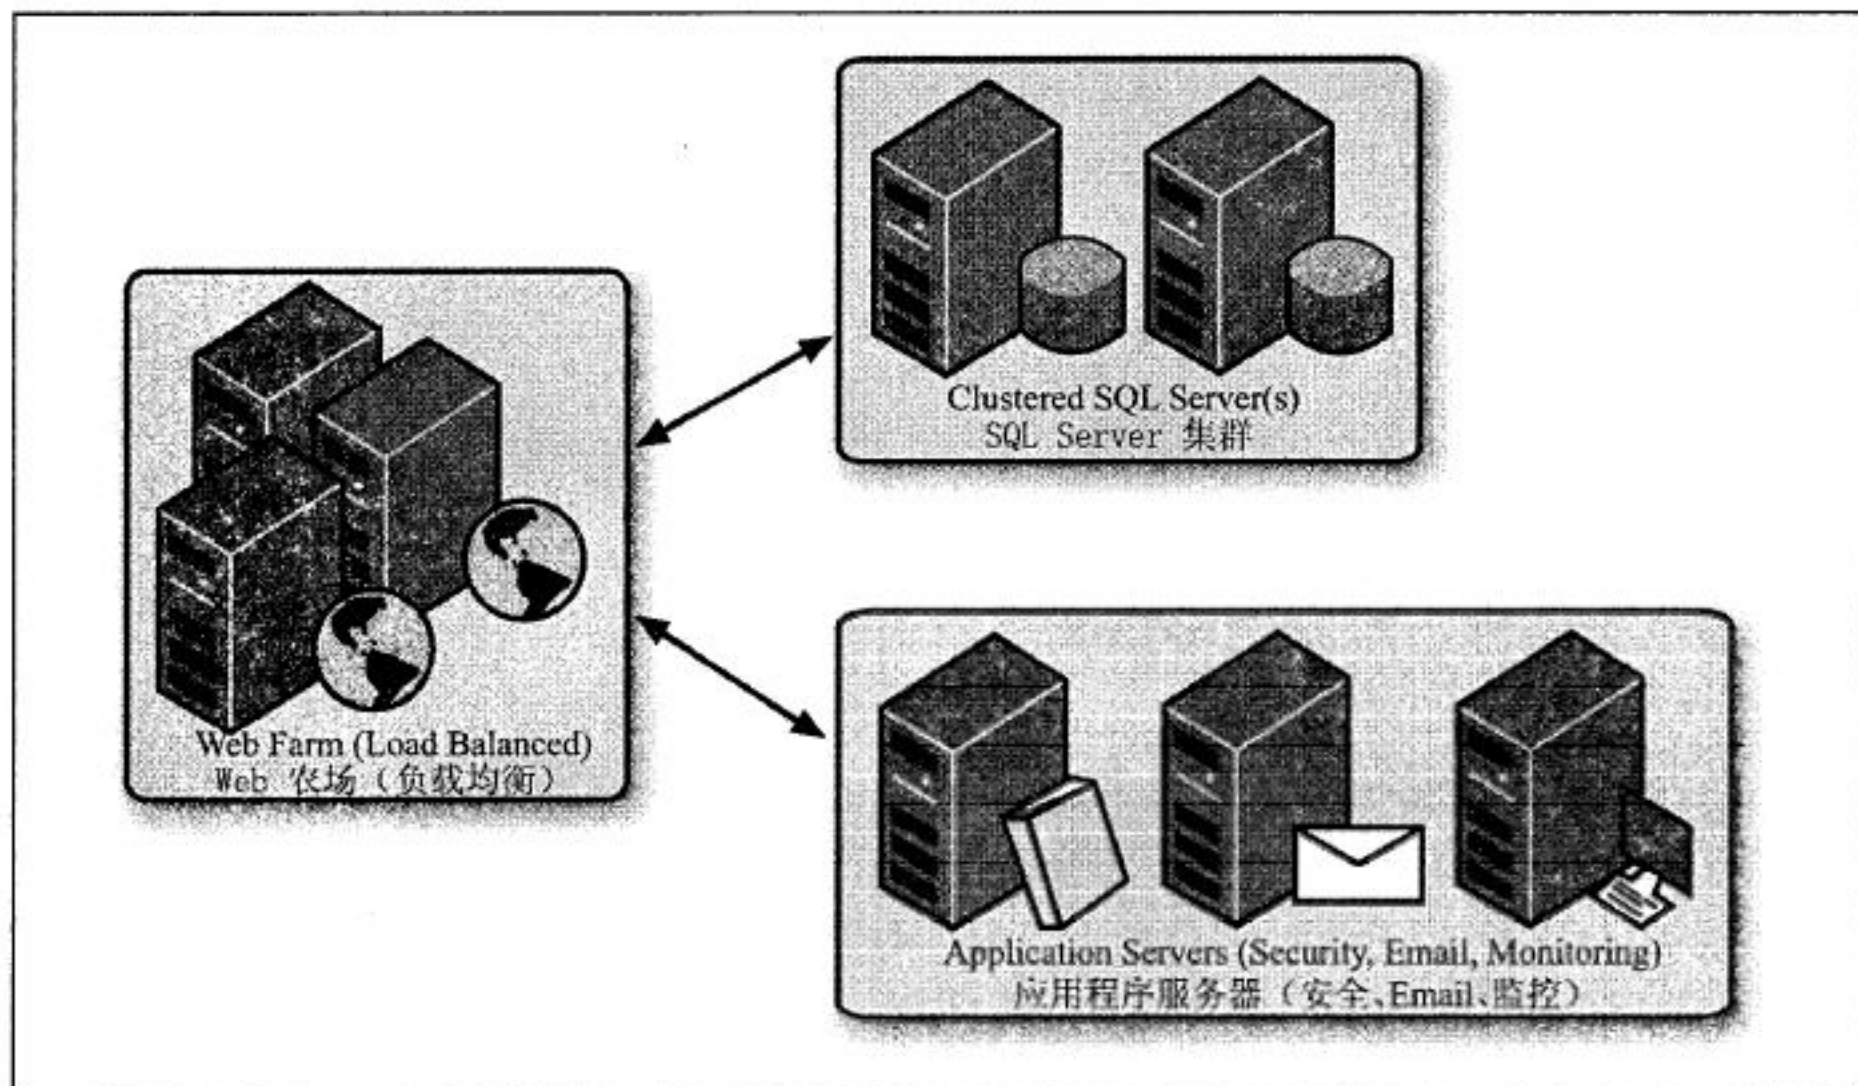 Clustered SQL Server(s)
SQL Server 集群
Web Farm (Load Balanced)
Web 农场（负载均衡）
Application Servers (Security, Email, Monitoring)
应用程序服务器（安全、Email、监控）